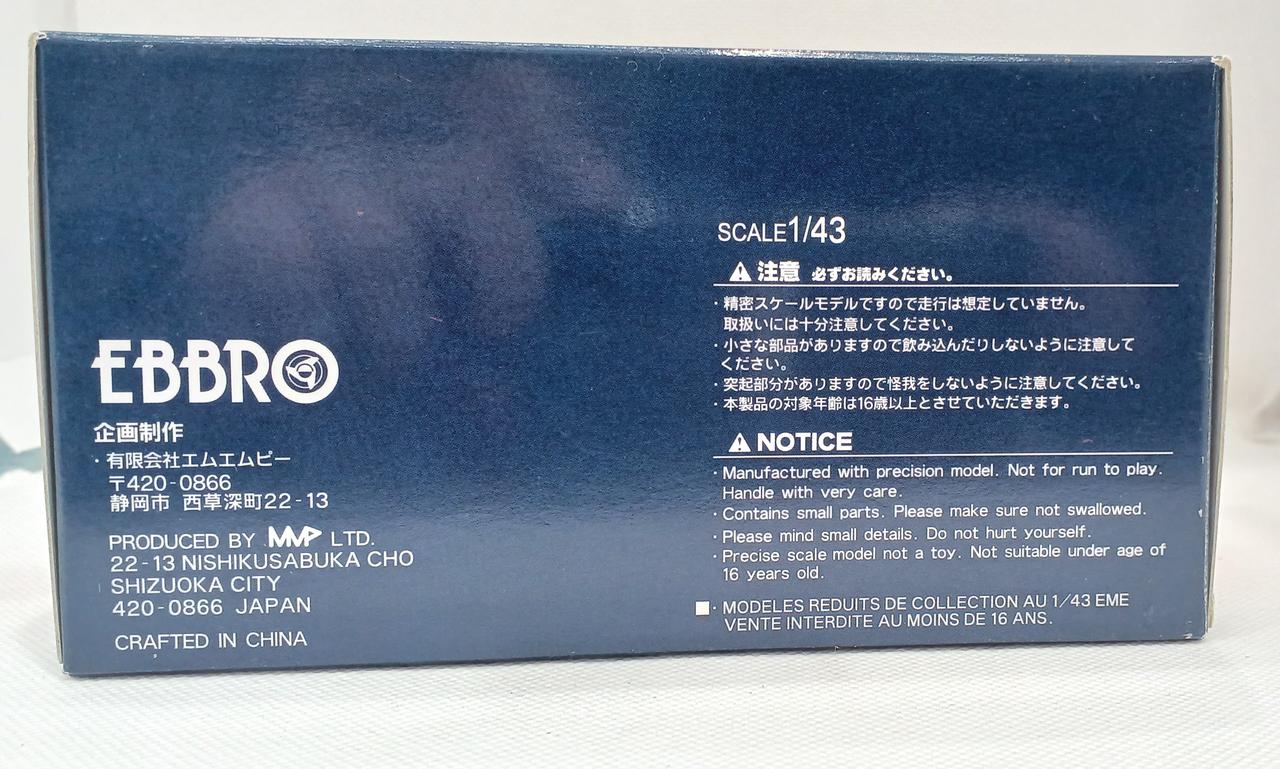 EBBRO
企画制作
・有限会社エムエムピー
〒420-0866
静岡市 西草深町22-13
PRODUCED BY MMP LTD.
22-13 NISHIKUSABUKA CHO
SHIZUOKA CITY
420-0866 JAPAN
CRAFTED IN CHINA
SCALE1/43
注意 必ずお読みください。
・精密スケールモデルですので走行は想定していません。
取扱いには十分注意してください。
・小さな部品がありますので飲み込んだりしないように注意して
ください。
・突起部分がありますので怪我をしないように注意してください。
・本製品の対象年齢は16歳以上とさせていただきます。
NOTICE
・Manufactured with precision model. Not for run to play.
Handle with very care.
・Contains small parts. Please make sure not swallowed.
・Please mind small details. Do not hurt yourself.
・Precise scale model not a toy. Not suitable under age of
16 years old.
■・MODELES REDUITS DE COLLECTION AU 1/43 EME
VENTE INTERDITE AU MOINS DE 16 ANS.